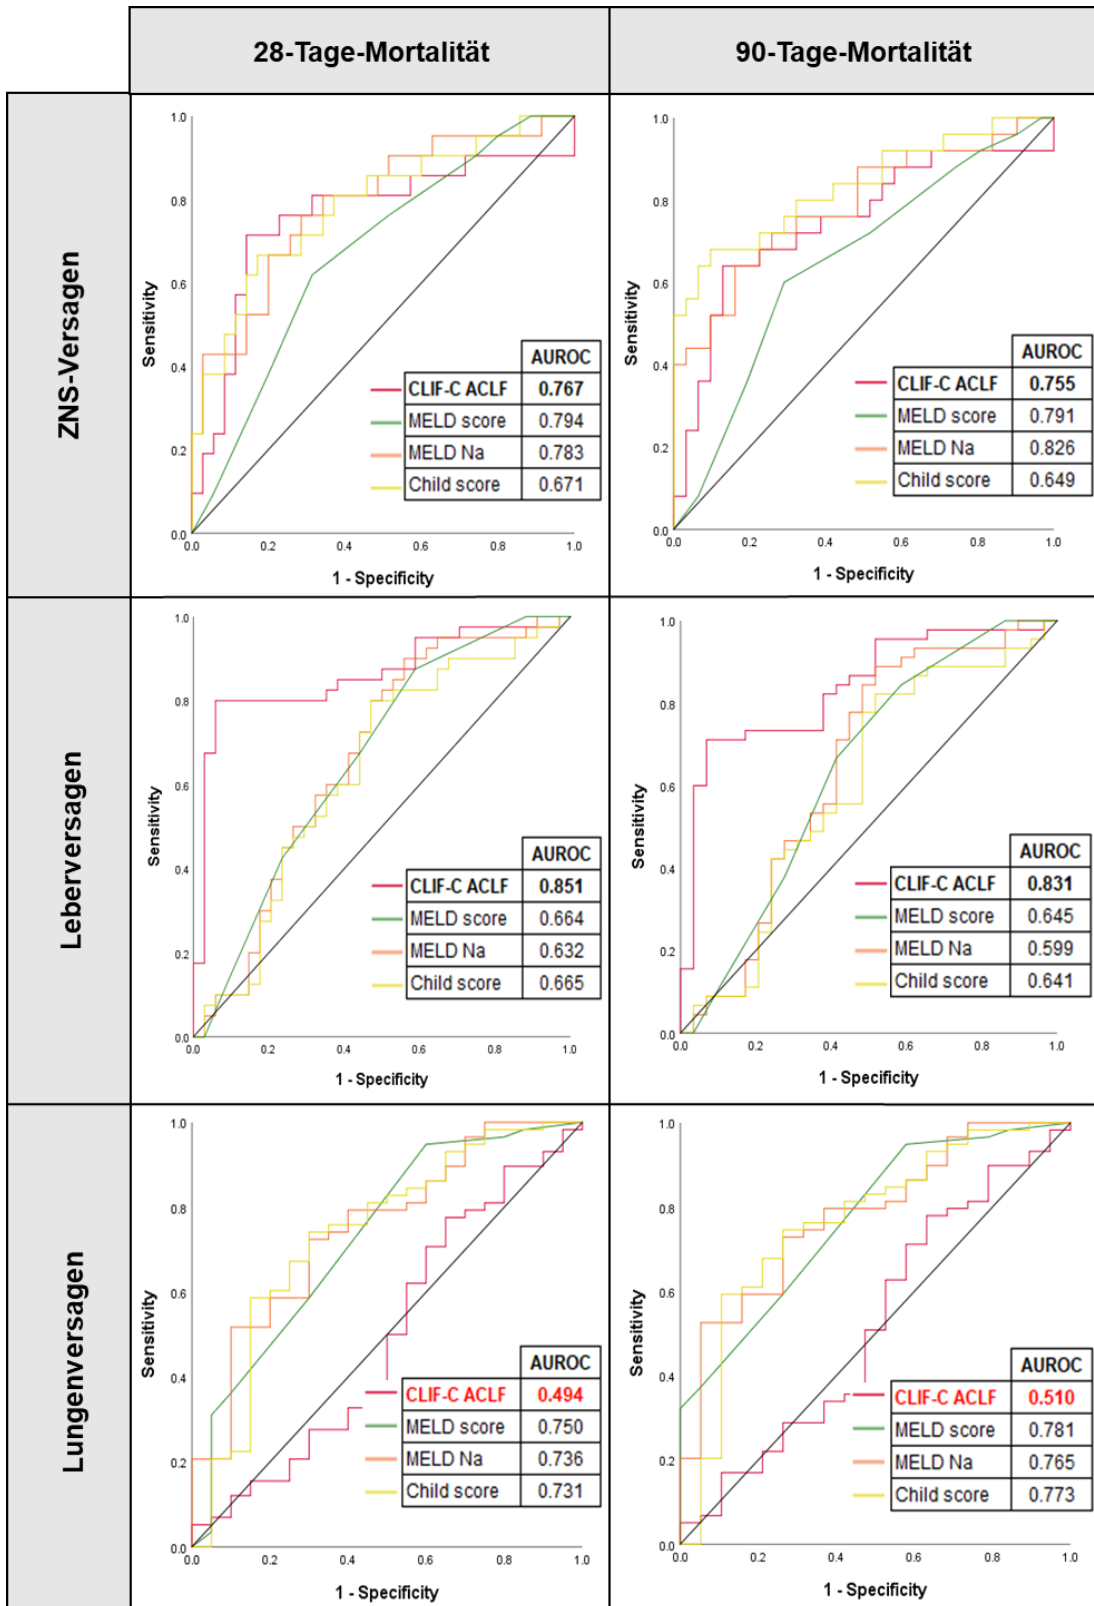 28-Tage-Mortalität
90-Tage-Mortalität
ZNS-Versagen
Sensitivity
1.0
0.8
0.6
0.4
0.2
0.0
AUROC
CLIF-C ACLF 0.767
MELD score 0.794
MELD Na 0.783
Child score 0.671
0.0 0.2 0.4 0.6 0.8 1.0
1 - Specificity
Sensitivity
1.0
0.8
0.6
0.4
0.2
0.0
AUROC
CLIF-C ACLF 0.755
MELD score 0.791
MELD Na 0.826
Child score 0.649
0.0 0.2 0.4 0.6 0.8 1.0
1 - Specificity
Leberversagen
Sensitivity
1.0
0.8
0.6
0.4
0.2
0.0
AUROC
CLIF-C ACLF 0.851
MELD score 0.664
MELD Na 0.632
Child score 0.665
0.0 0.2 0.4 0.6 0.8 1.0
1 - Specificity
Sensitivity
1.0
0.8
0.6
0.4
0.2
0.0
AUROC
CLIF-C ACLF 0.831
MELD score 0.645
MELD Na 0.599
Child score 0.641
0.0 0.2 0.4 0.6 0.8 1.0
1 - Specificity
Lungenversagen
Sensitivity
1.0
0.8
0.6
0.4
0.2
0.0
AUROC
CLIF-C ACLF 0.494
MELD score 0.750
MELD Na 0.736
Child score 0.731
0.0 0.2 0.4 0.6 0.8 1.0
1 - Specificity
Sensitivity
1.0
0.8
0.6
0.4
0.2
0.0
AUROC
CLIF-C ACLF 0.510
MELD score 0.781
MELD Na 0.765
Child score 0.773
0.0 0.2 0.4 0.6 0.8 1.0
1 - Specificity